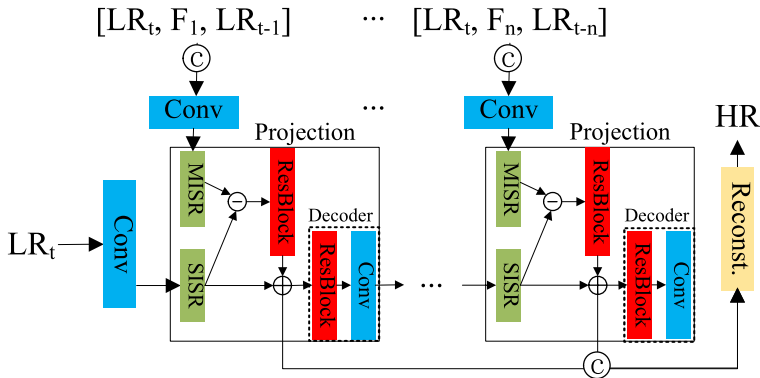 [LRt, F1, LRt-1] ... [LRt, Fn, LRt-n]
C C
Conv ... Conv
HR
Projection Projection
MISR ResBlock MISR ResBlock
Reconst.
Decoder Decoder
LRt Conv SISR ResBlock Conv ... SISR ResBlock Conv
C